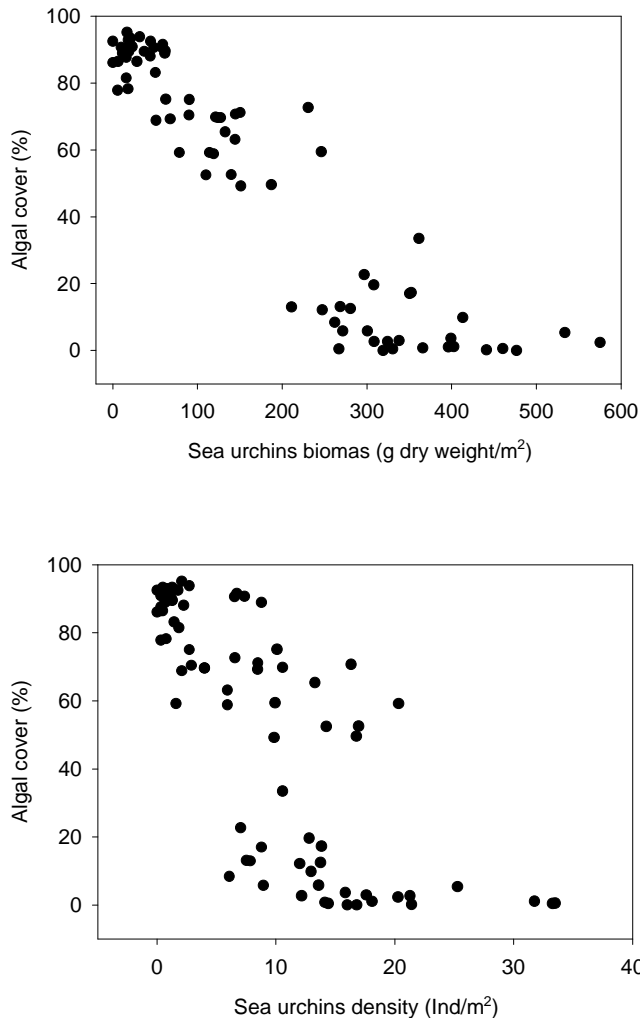 100
80
60
40
20
0
Algal cover (%)
0 100 200 300 400 500 600
Sea urchins biomas (g dry weight/m²)
100
80
60
40
20
0
Algal cover (%)
0 10 20 30 40
Sea urchins density (Ind/m²)